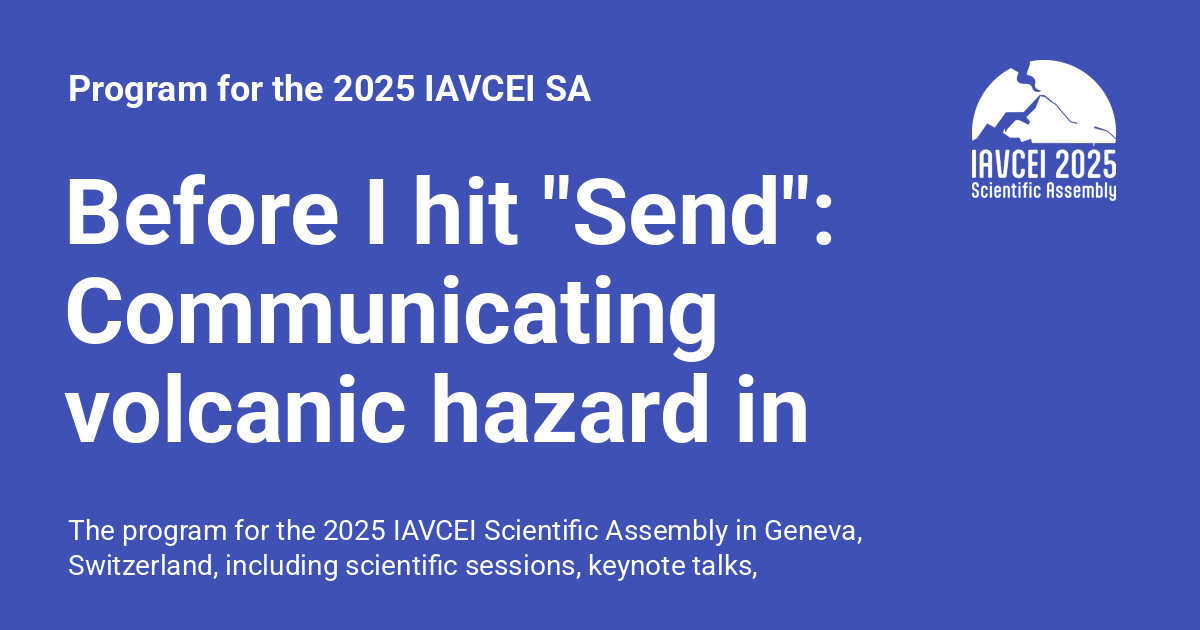 Program for the 2025 IAVCEI SA
IAVCEI 2025
Scientific Assembly
Before I hit "Send":
Communicating
volcanic hazard in
The program for the 2025 IAVCEI Scientific Assembly in Geneva,
Switzerland, including scientific sessions, keynote talks,